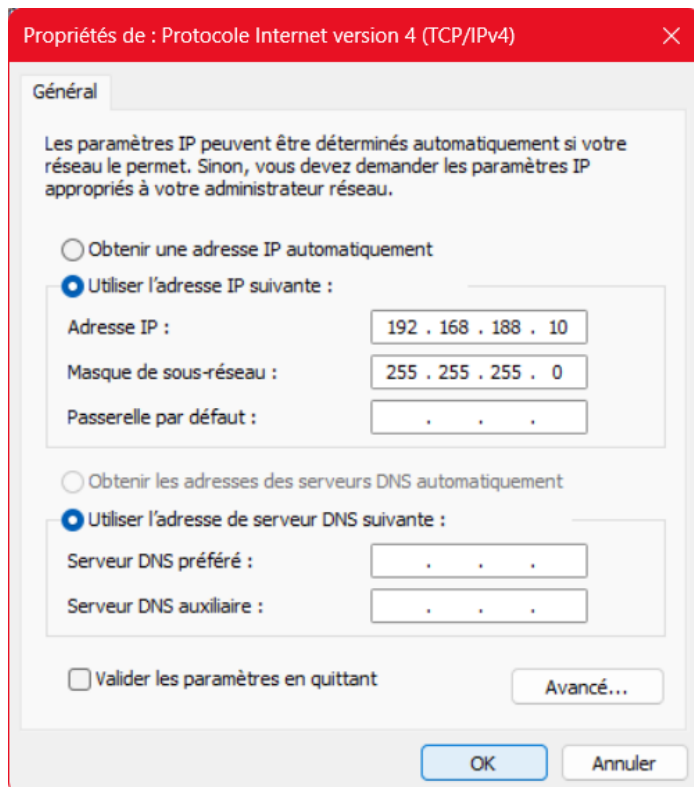 Propriétés de : Protocole Internet version 4 (TCP/IPv4)
Général
Les paramètres IP peuvent être déterminés automatiquement si votre
réseau le permet. Sinon, vous devez demander les paramètres IP
appropriés à votre administrateur réseau.
Obtenir une adresse IP automatiquement
Utiliser l'adresse IP suivante :
Adresse IP : 192 . 168 . 188 . 10
Masque de sous-réseau : 255 . 255 . 255 . 0
Passerelle par défaut : . . .
Obtenir les adresses des serveurs DNS automatiquement
Utiliser l'adresse de serveur DNS suivante :
Serveur DNS préféré : . . .
Serveur DNS auxiliaire : . . .
Valider les paramètres en quittant
Avancé...
OK Annuler